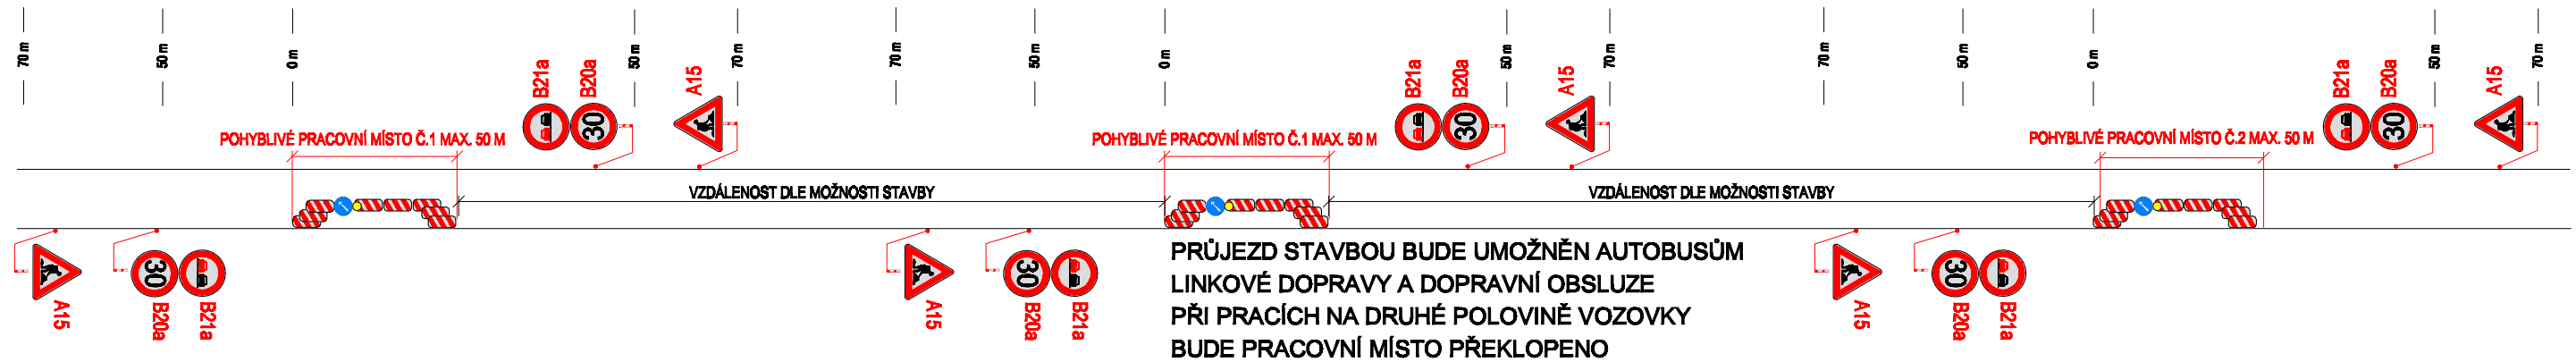 70 m
50 m
0 m
50 m
70 m
70 m
50 m
0 m
50 m
70 m
70 m
50 m
0 m
50 m
70 m
B21a
B20a
30
A15
B21a
B20a
30
A15
B21a
B20a
30
A15
POHYBLIVÉ PRACOVNÍ MÍSTO Č.1 MAX. 50 M
POHYBLIVÉ PRACOVNÍ MÍSTO Č.1 MAX. 50 M
POHYBLIVÉ PRACOVNÍ MÍSTO Č.2 MAX. 50 M
VZDÁLENOST DLE MOŽNOSTI STAVBY
VZDÁLENOST DLE MOŽNOSTI STAVBY
A15
30
B20a
B21a
A15
30
B20a
B21a
A15
30
B20a
B21a
PRŮJEZD STAVBOU BUDE UMOŽNĚN AUTOBUSŮM
LINKOVÉ DOPRAVY A DOPRAVNÍ OBSLUZE
PŘI PRACÍCH NA DRUHÉ POLOVINĚ VOZOVKY
BUDE PRACOVNÍ MÍSTO PŘEKLOPENO